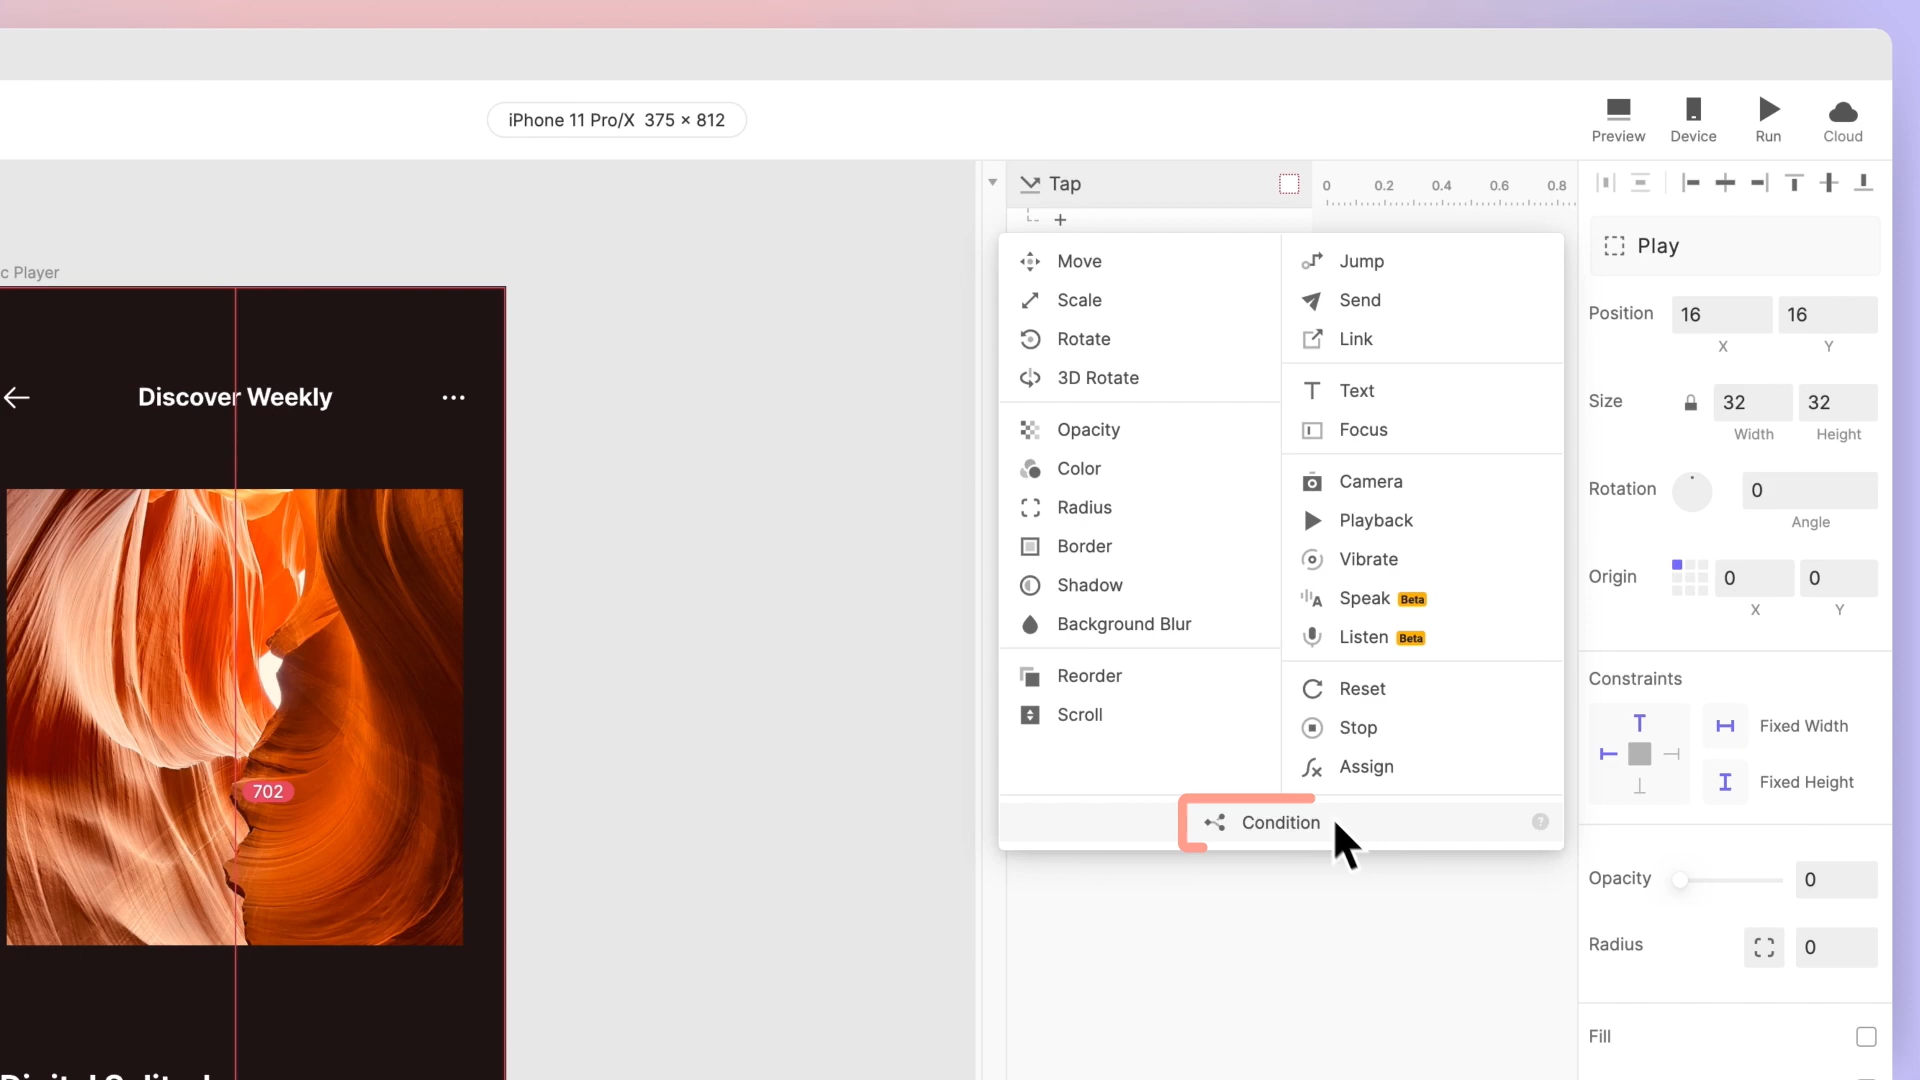 iPhone 11 Pro/X 375 × 812
Preview
Device
Run
Cloud
Tap
0 0.2 0.4 0.6 0.8
+
c Player
Discover Weekly
702
Move
Scale
Rotate
3D Rotate
Opacity
Color
Radius
Border
Shadow
Background Blur
Reorder
Scroll
Jump
Send
Link
Text
Focus
Camera
Playback
Vibrate
Speak Beta
Listen Beta
Reset
Stop
Assign
Condition ?
Play
Position 16 16
X Y
Size 32 32
Width Height
Rotation 0
Angle
Origin 0 0
X Y
Constraints
Fixed Width
Fixed Height
Opacity 0
Radius 0
Fill